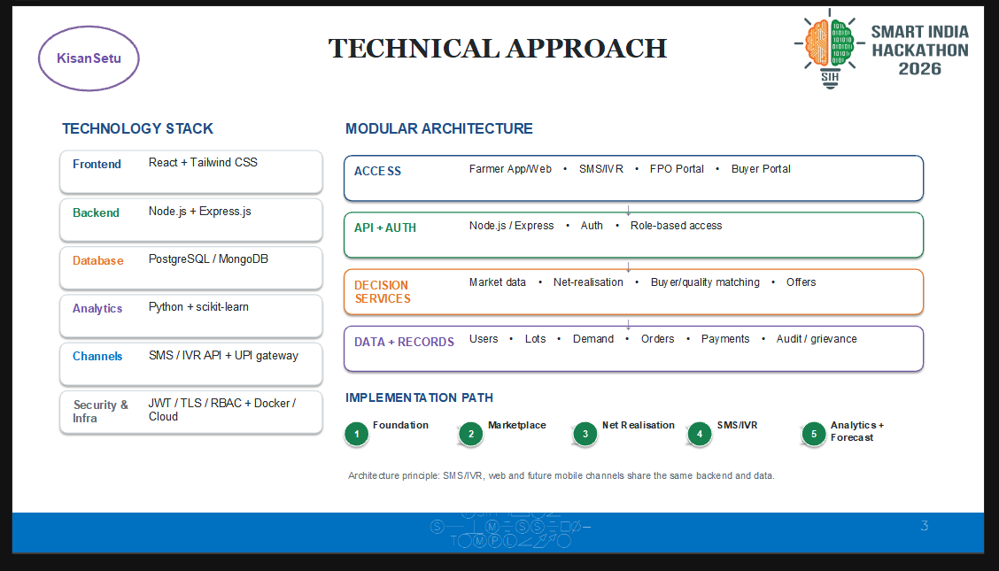 KisanSetu
TECHNICAL APPROACH
SIH
SMART INDIA
HACKATHON
2026
TECHNOLOGY STACK
Frontend React + Tailwind CSS
Backend Node.js + Express.js
Database PostgreSQL / MongoDB
Analytics Python + scikit-learn
Channels SMS / IVR API + UPI gateway
Security & JWT / TLS / RBAC + Docker /
Infra Cloud
MODULAR ARCHITECTURE
ACCESS Farmer App/Web • SMS/IVR • FPO Portal • Buyer Portal
↓
API + AUTH Node.js / Express • Auth • Role-based access
↓
DECISION Market data • Net-realisation • Buyer/quality matching • Offers
SERVICES
↓
DATA + RECORDS Users • Lots • Demand • Orders • Payments • Audit / grievance
IMPLEMENTATION PATH
1 Foundation
2 Marketplace
3 Net Realisation
4 SMS/IVR
5 Analytics +
Forecast
Architecture principle: SMS/IVR, web and future mobile channels share the same backend and data.
3